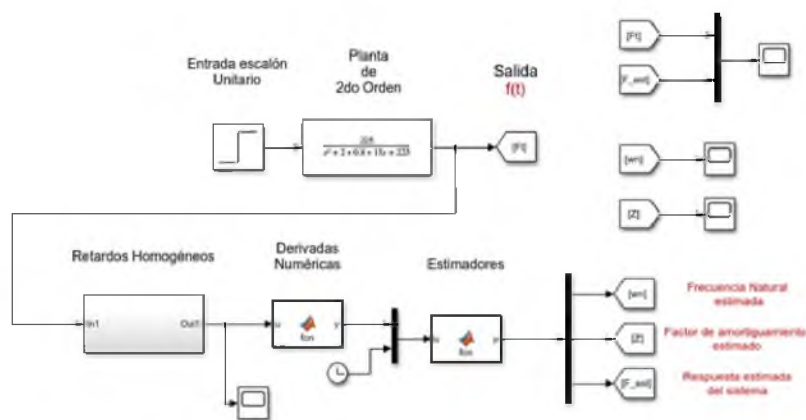 Entrada escalón
Unitario
Planta
de
2do Orden
Salida
f(t)
[Ft]
[F_est]
[Ft]
[wn]
[Z]
Retardos Homogéneos
Derivadas
Numéricas
Estimadores
In1
Out1
u
y
fcn
u
y
fcn
[wn]
Frecuencia Natural
estimada
[Z]
Factor de amortiguamiento
estimado
[F_est]
Respuesta estimada
del sistema